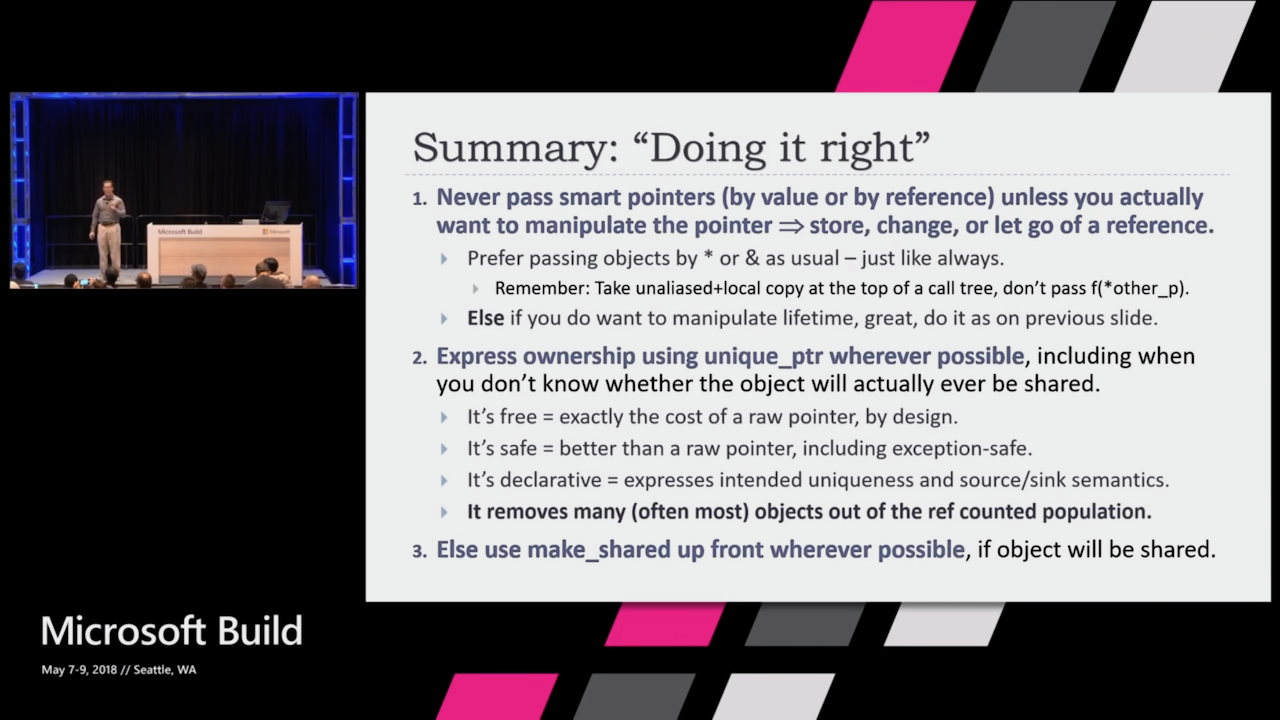 Summary: “Doing it right”
1. Never pass smart pointers (by value or by reference) unless you actually
want to manipulate the pointer ⇒ store, change, or let go of a reference.
Prefer passing objects by * or & as usual – just like always.
Remember: Take unaliased+local copy at the top of a call tree, don’t pass f(*other_p).
Else if you do want to manipulate lifetime, great, do it as on previous slide.
2. Express ownership using unique_ptr wherever possible, including when
you don’t know whether the object will actually ever be shared.
It’s free = exactly the cost of a raw pointer, by design.
It’s safe = better than a raw pointer, including exception-safe.
It’s declarative = expresses intended uniqueness and source/sink semantics.
It removes many (often most) objects out of the ref counted population.
3. Else use make_shared up front wherever possible, if object will be shared.
Microsoft Build
Microsoft
Microsoft Build
May 7-9, 2018 // Seattle, WA